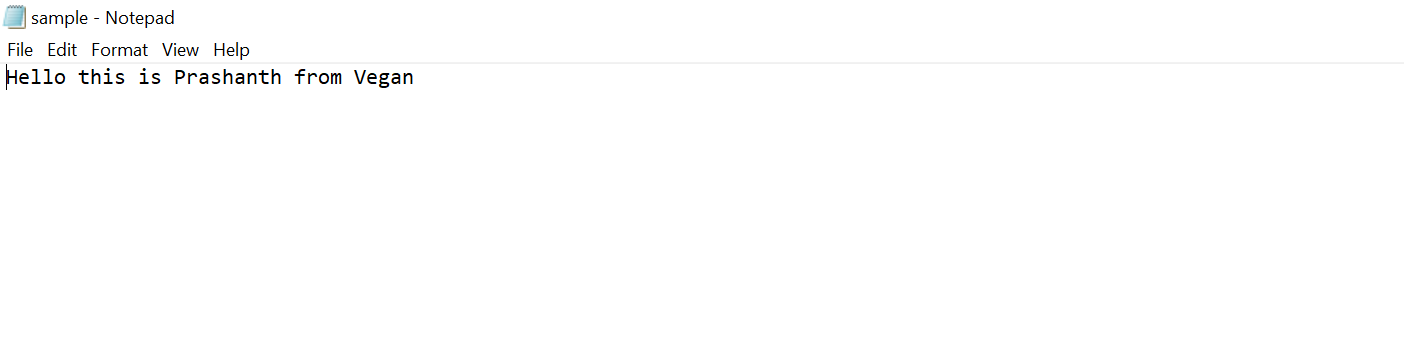 sample - Notepad
File Edit Format View Help
Hello this is Prashanth from Vegan